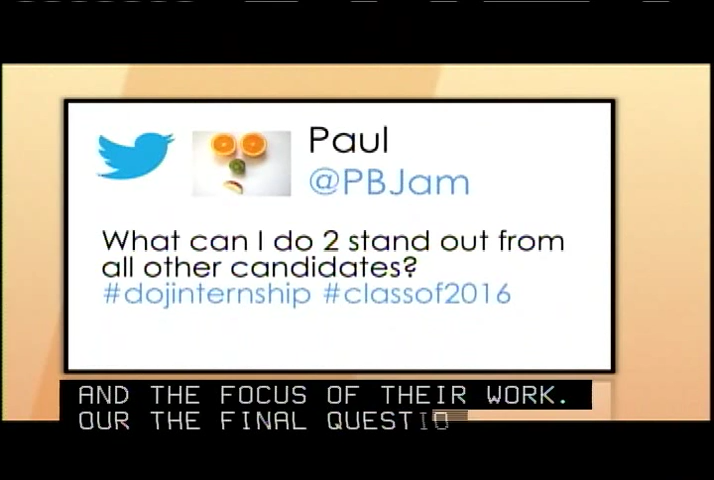 Paul
@PBJam
What can I do 2 stand out from
all other candidates?
#dojinternship #classof2016
AND THE FOCUS OF THEIR WORK.
OUR THE FINAL QUESTIO